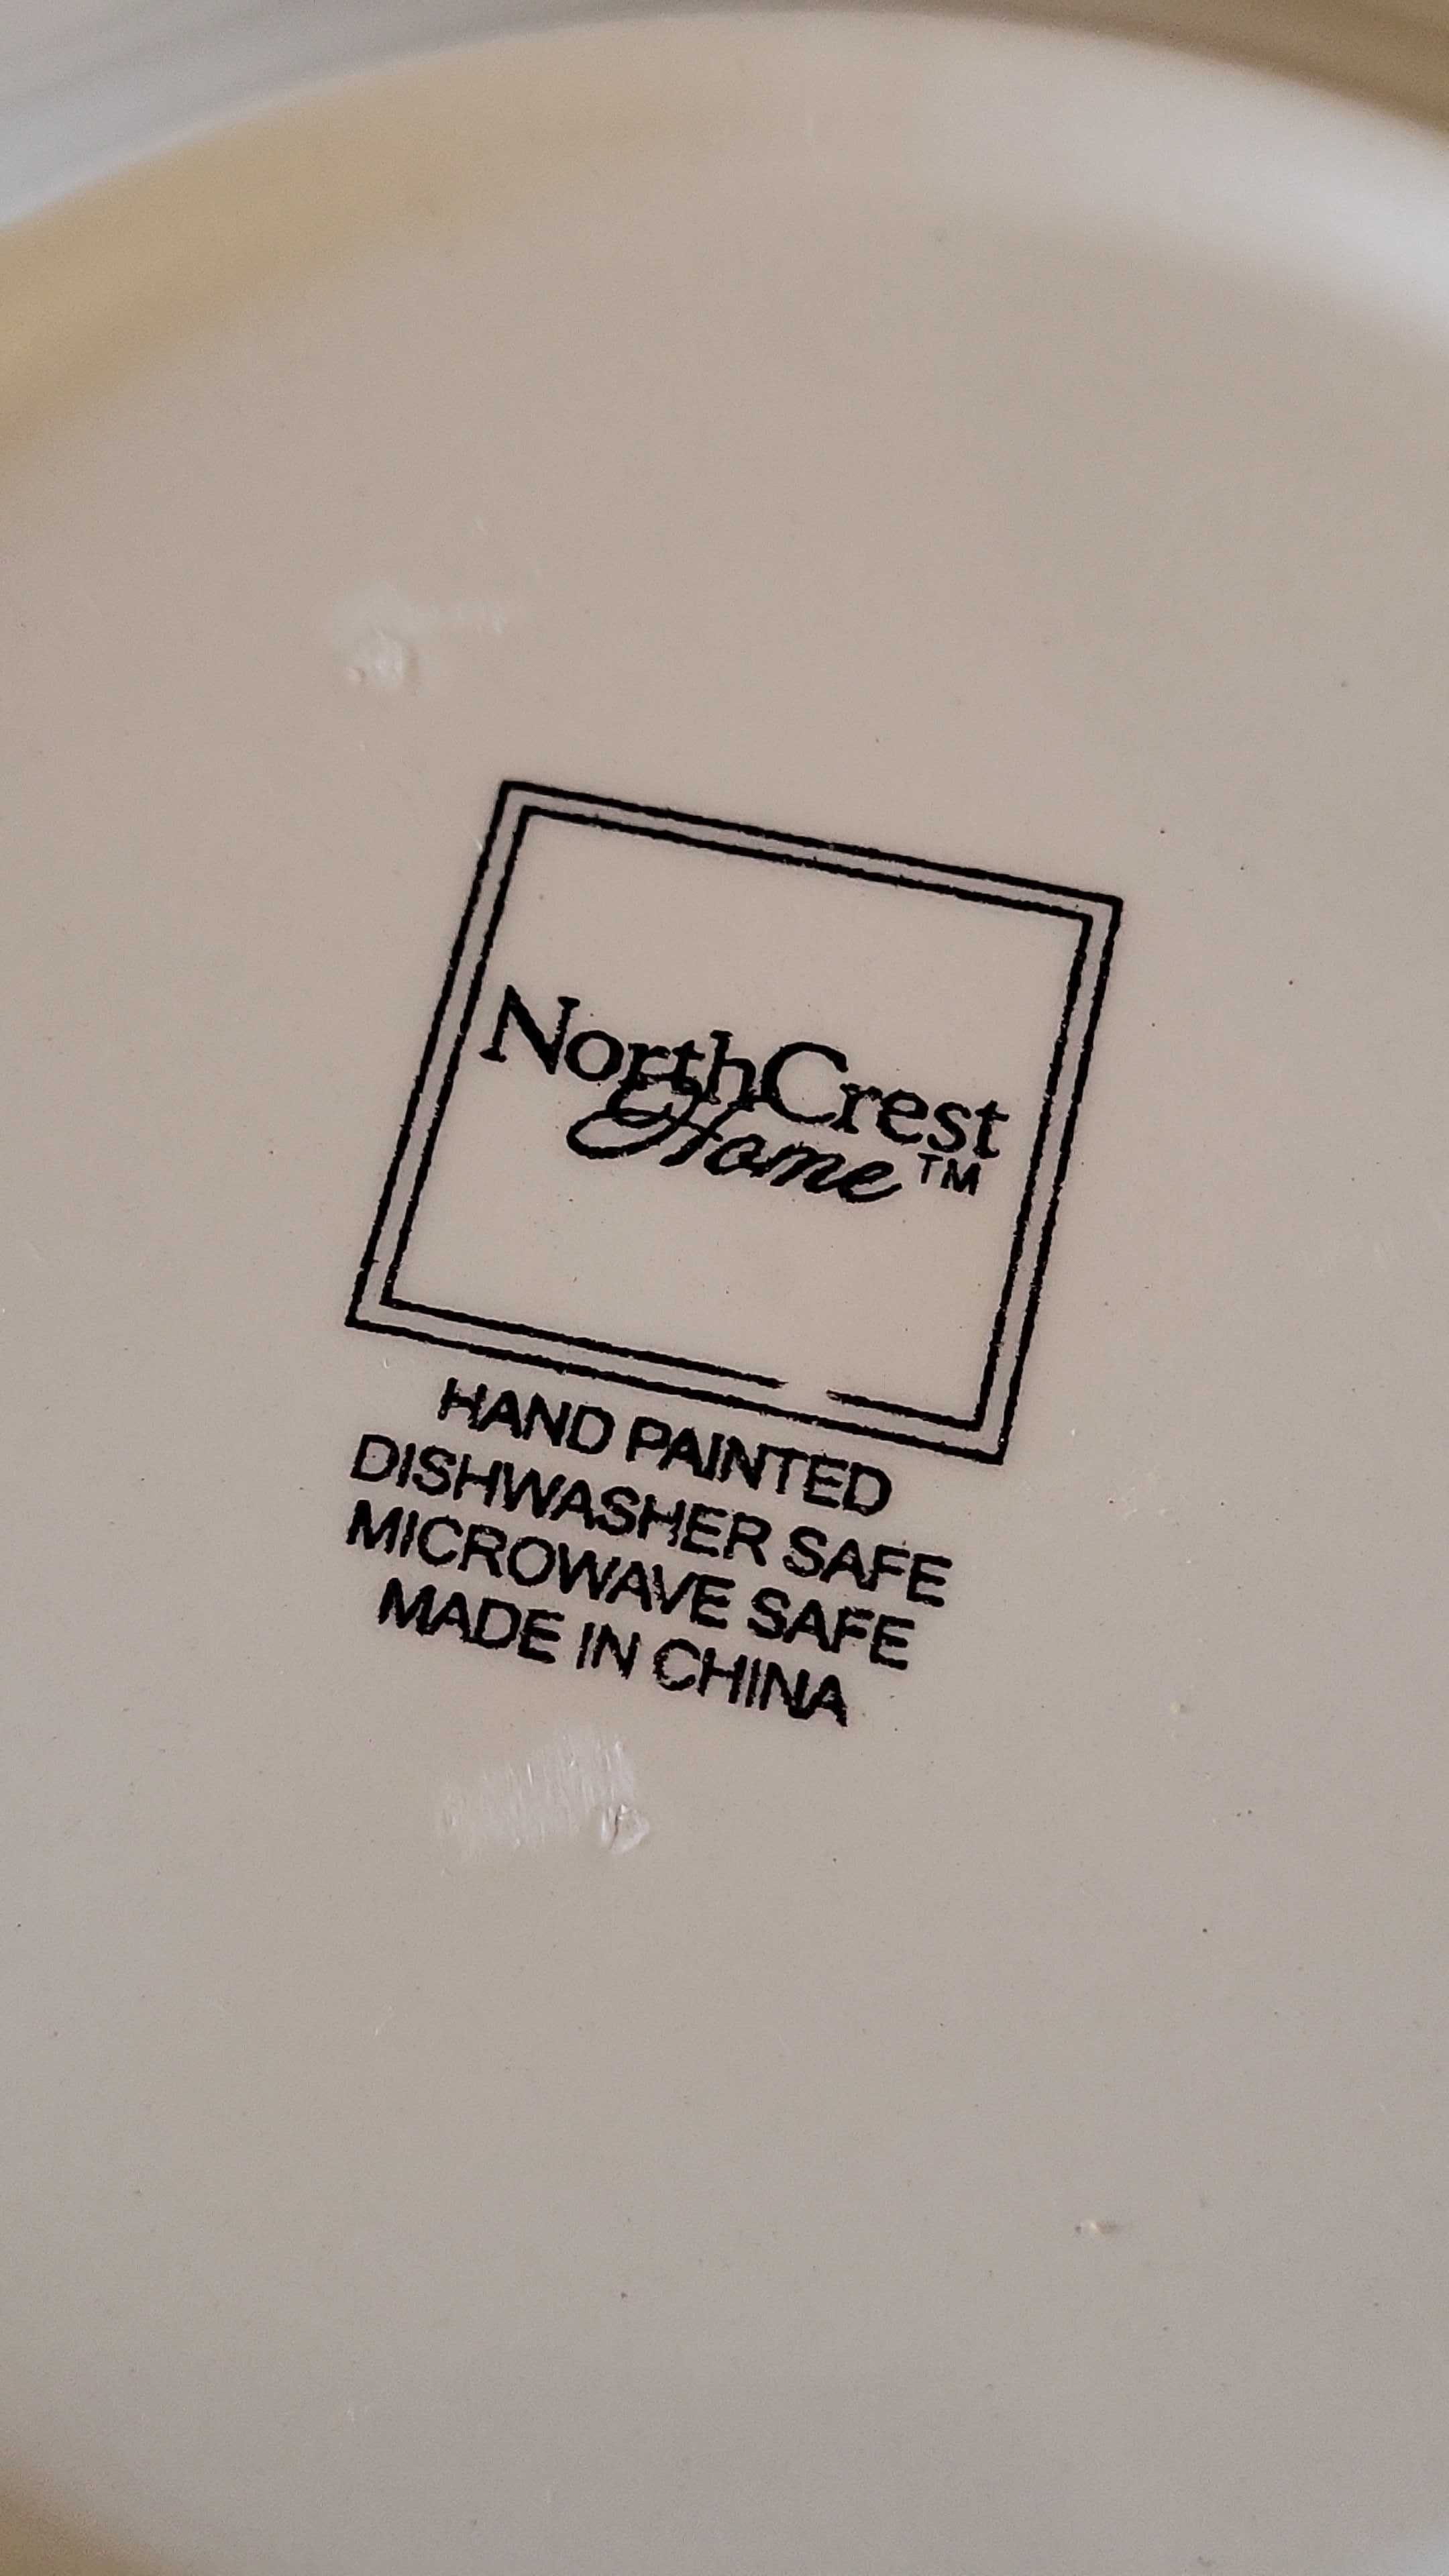 NorthCrest
Home™
HAND PAINTED
DISHWASHER SAFE
MICROWAVE SAFE
MADE IN CHINA